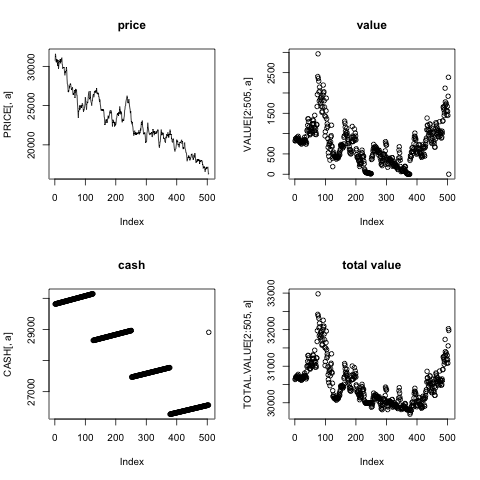 price
PRICE[, a]
30000
25000
20000
0 100 200 300 400 500
Index
value
VALUE[2:505, a]
2500
1500
500
0
0 100 200 300 400 500
Index
cash
CASH[, a]
29000
27000
0 100 200 300 400 500
Index
total value
TOTAL.VALUE[2:505, a]
33000
32000
31000
30000
0 100 200 300 400 500
Index